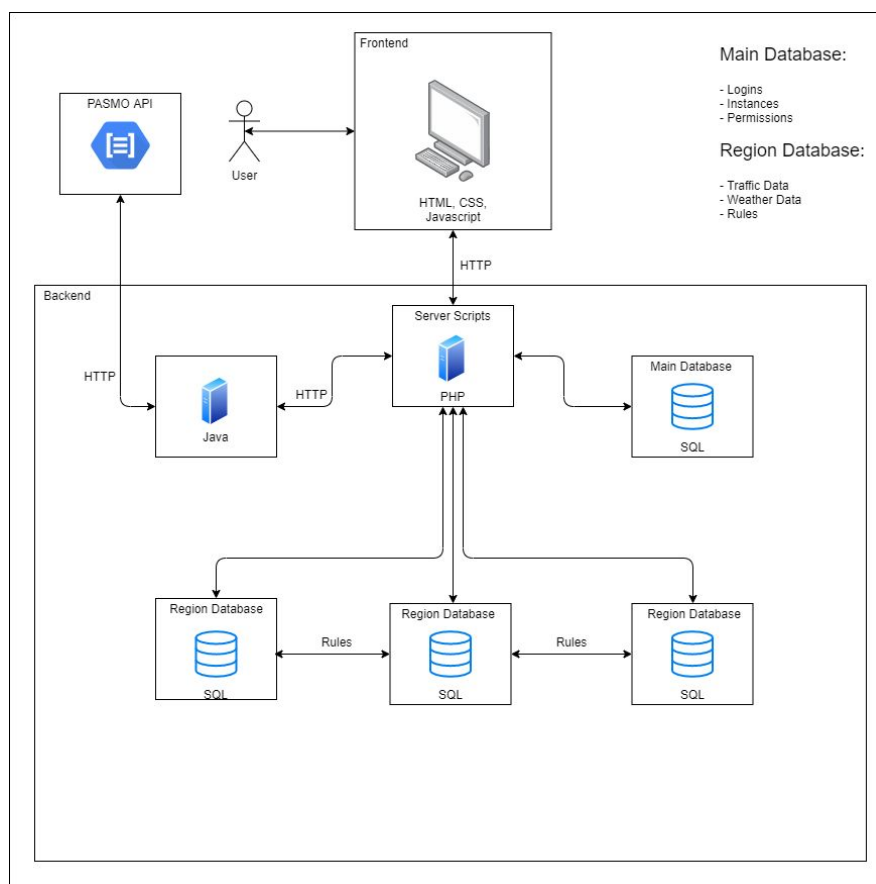 Frontend
Main Database:
- Logins
- Instances
- Permissions
Region Database:
- Traffic Data
- Weather Data
- Rules
PASMO API
User
HTML, CSS,
Javascript
HTTP
Backend
Server Scripts
PHP
HTTP
HTTP
Java
Main Database
SQL
Region Database
SQL
Rules
Region Database
SQL
Rules
Region Database
SQL